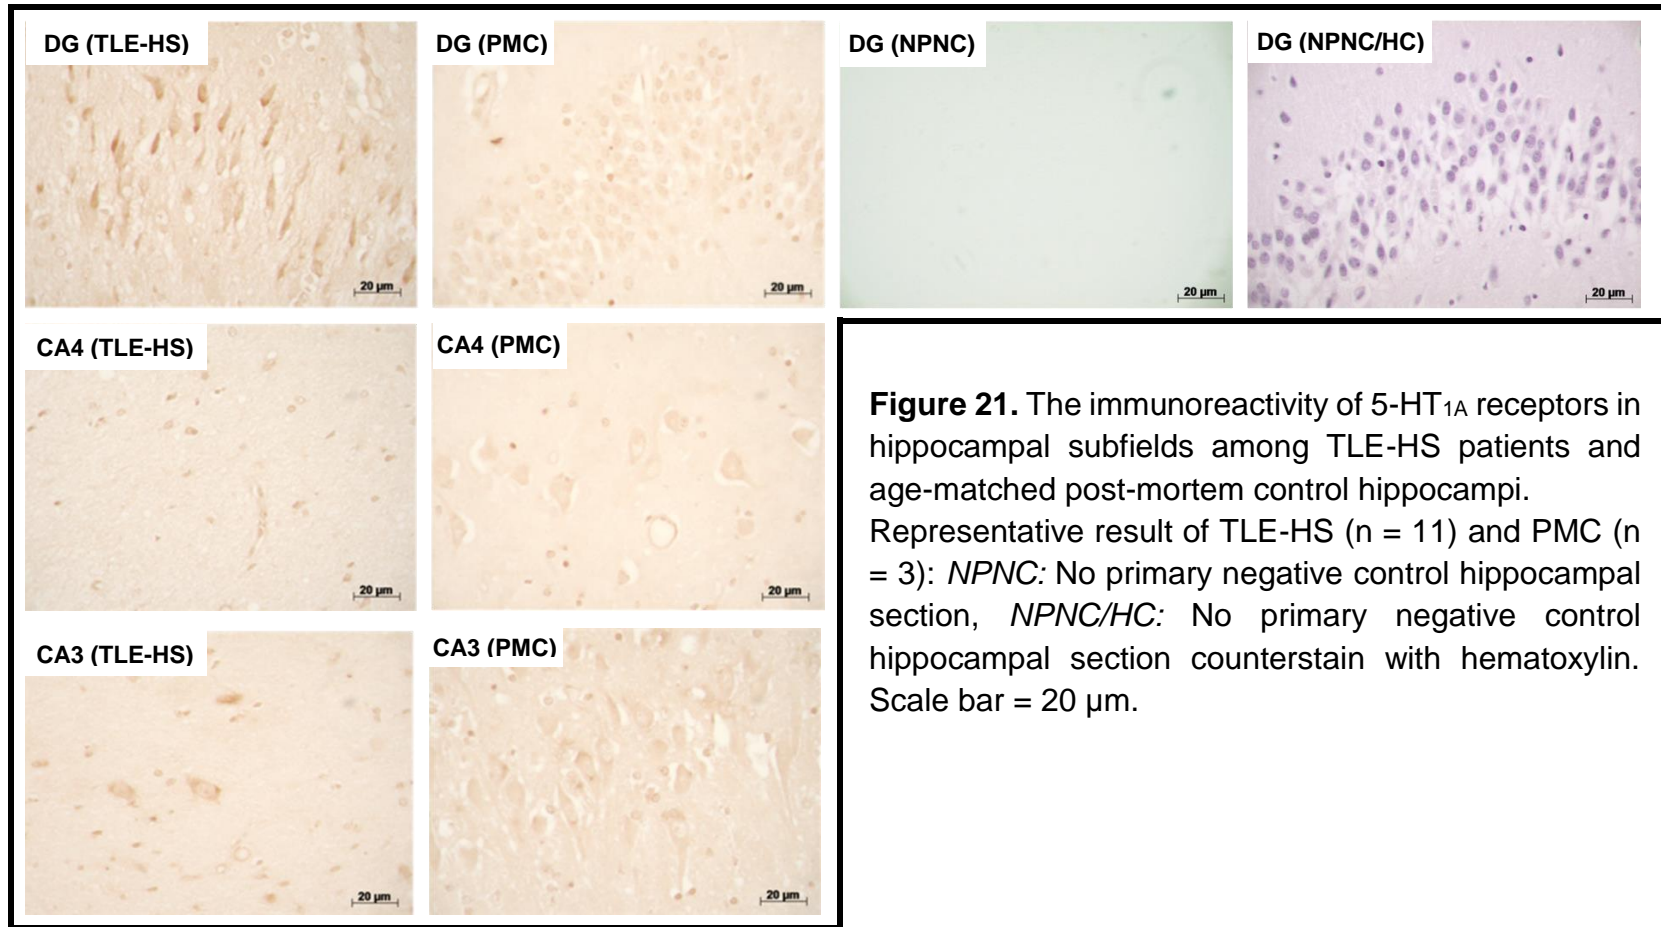 DG (TLE-HS)
DG (PMC)
DG (NPNC)
DG (NPNC/HC)
20 µm
20 µm
20 µm
20 µm
CA4 (TLE-HS)
CA4 (PMC)
20 µm
20 µm
CA3 (TLE-HS)
CA3 (PMC)
20 µm
20 µm
Figure 21. The immunoreactivity of 5-HT1A receptors in
hippocampal subfields among TLE-HS patients and
age-matched post-mortem control hippocampi.
Representative result of TLE-HS (n = 11) and PMC (n
= 3): NPNC: No primary negative control hippocampal
section, NPNC/HC: No primary negative control
hippocampal section counterstain with hematoxylin.
Scale bar = 20 µm.